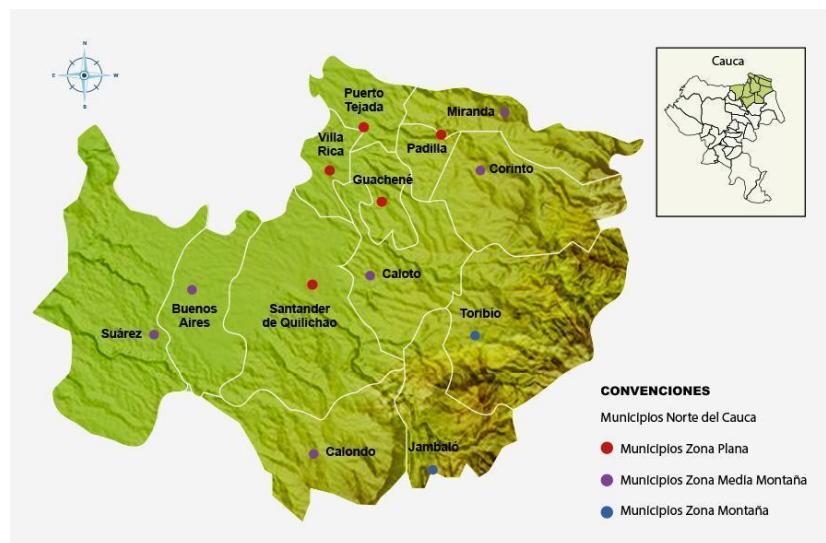 N
E
W
S
Cauca
Puerto
Tejada
Miranda
Villa
Rica
Padilla
Guachené
Corinto
Caloto
Buenos
Aires
Santander
de Quilichao
Toribio
Suárez
CONVENCIONES
Municipios Norte del Cauca
Jambaló
Calondo
Municipios Zona Plana
Municipios Zona Media Montaña
Municipios Zona Montaña